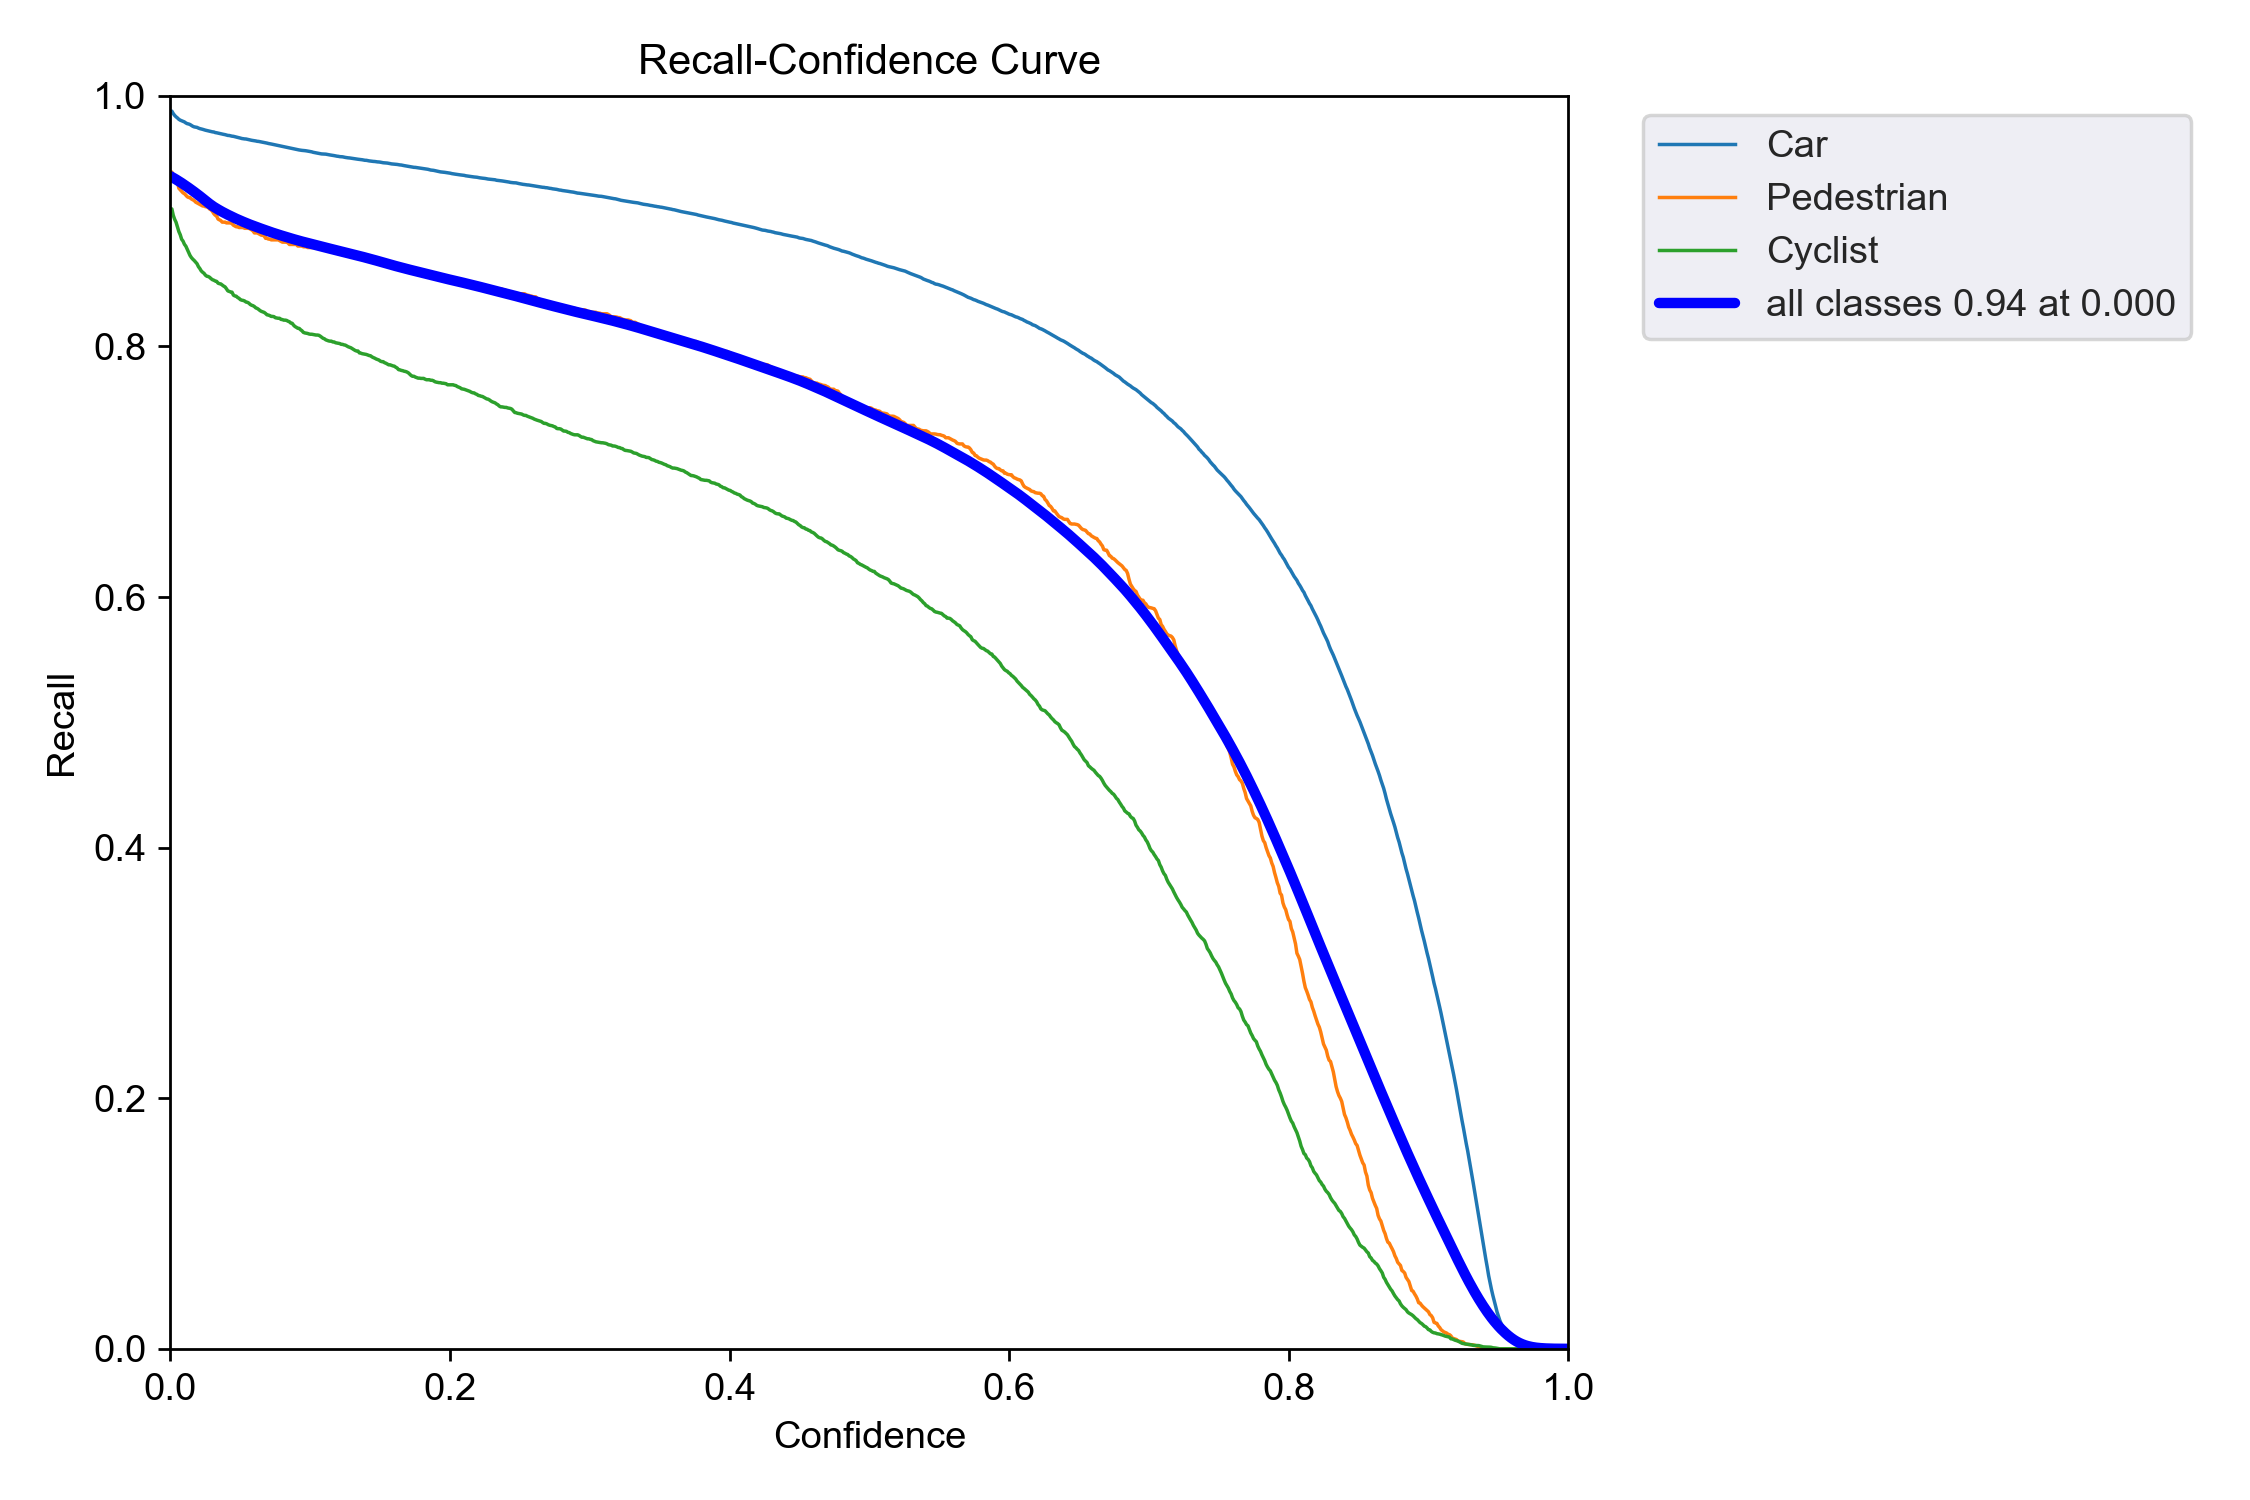 Recall-Confidence Curve
1.0
0.8
0.6
0.4
0.2
0.0
Recall
0.0 0.2 0.4 0.6 0.8 1.0
Confidence
Car
Pedestrian
Cyclist
all classes 0.94 at 0.000